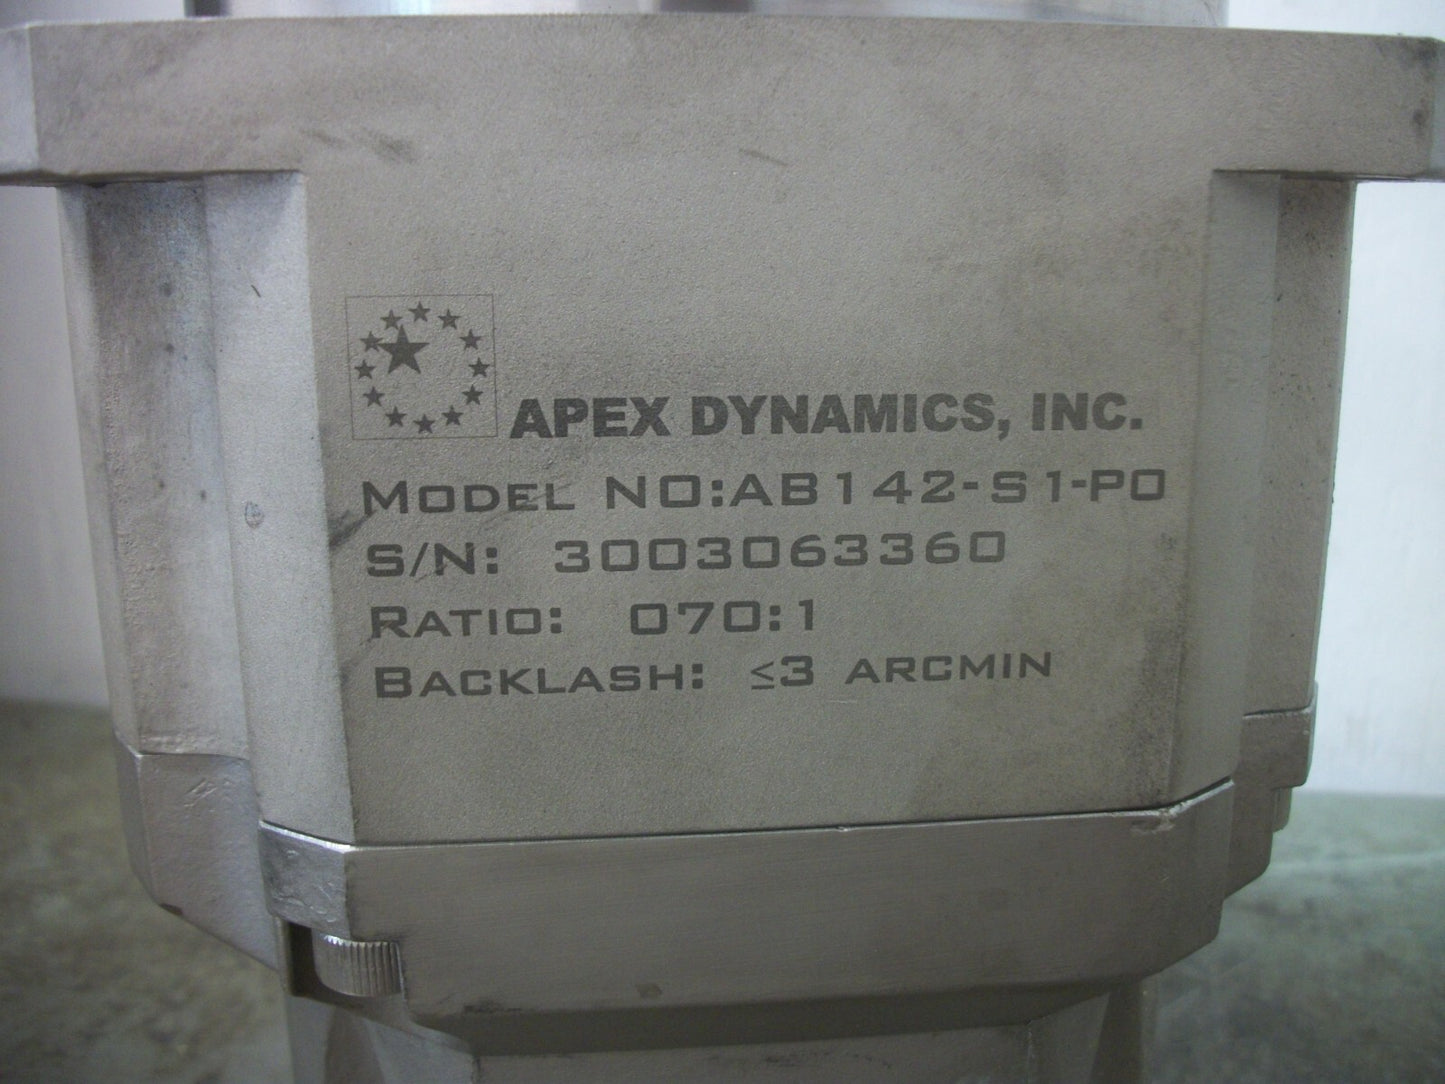 APEX DYNAMICS, INC.
MODEL NO:AB142-S1-P0
S/N: 3003063360
RATIO: 070:1
BACKLASH: ≤3 ARCMIN